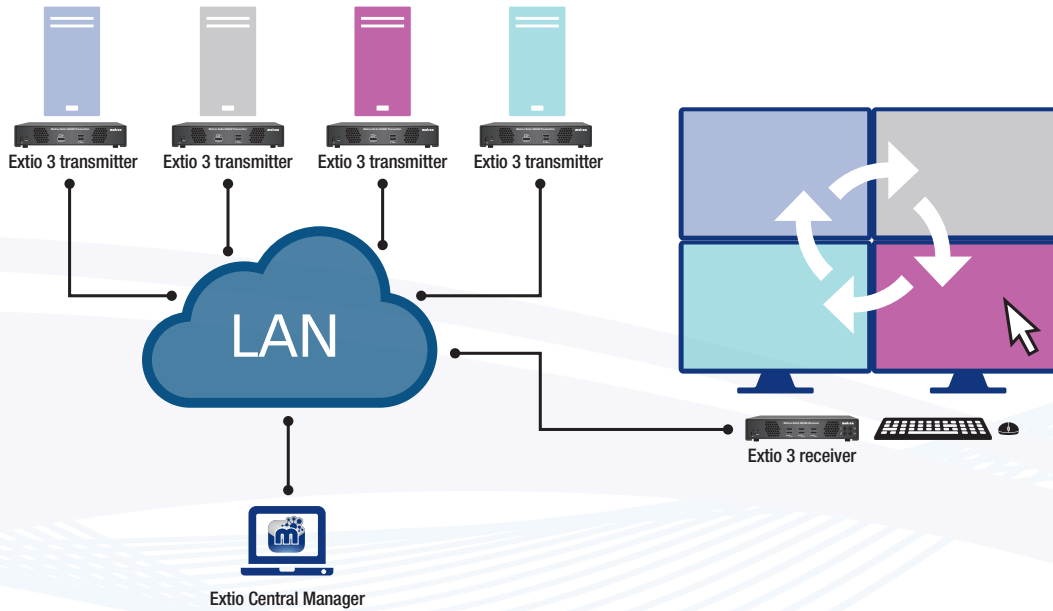 Extio 3 transmitter
Extio 3 transmitter
Extio 3 transmitter
Extio 3 transmitter
LAN
Extio 3 receiver
m
Extio Central Manager